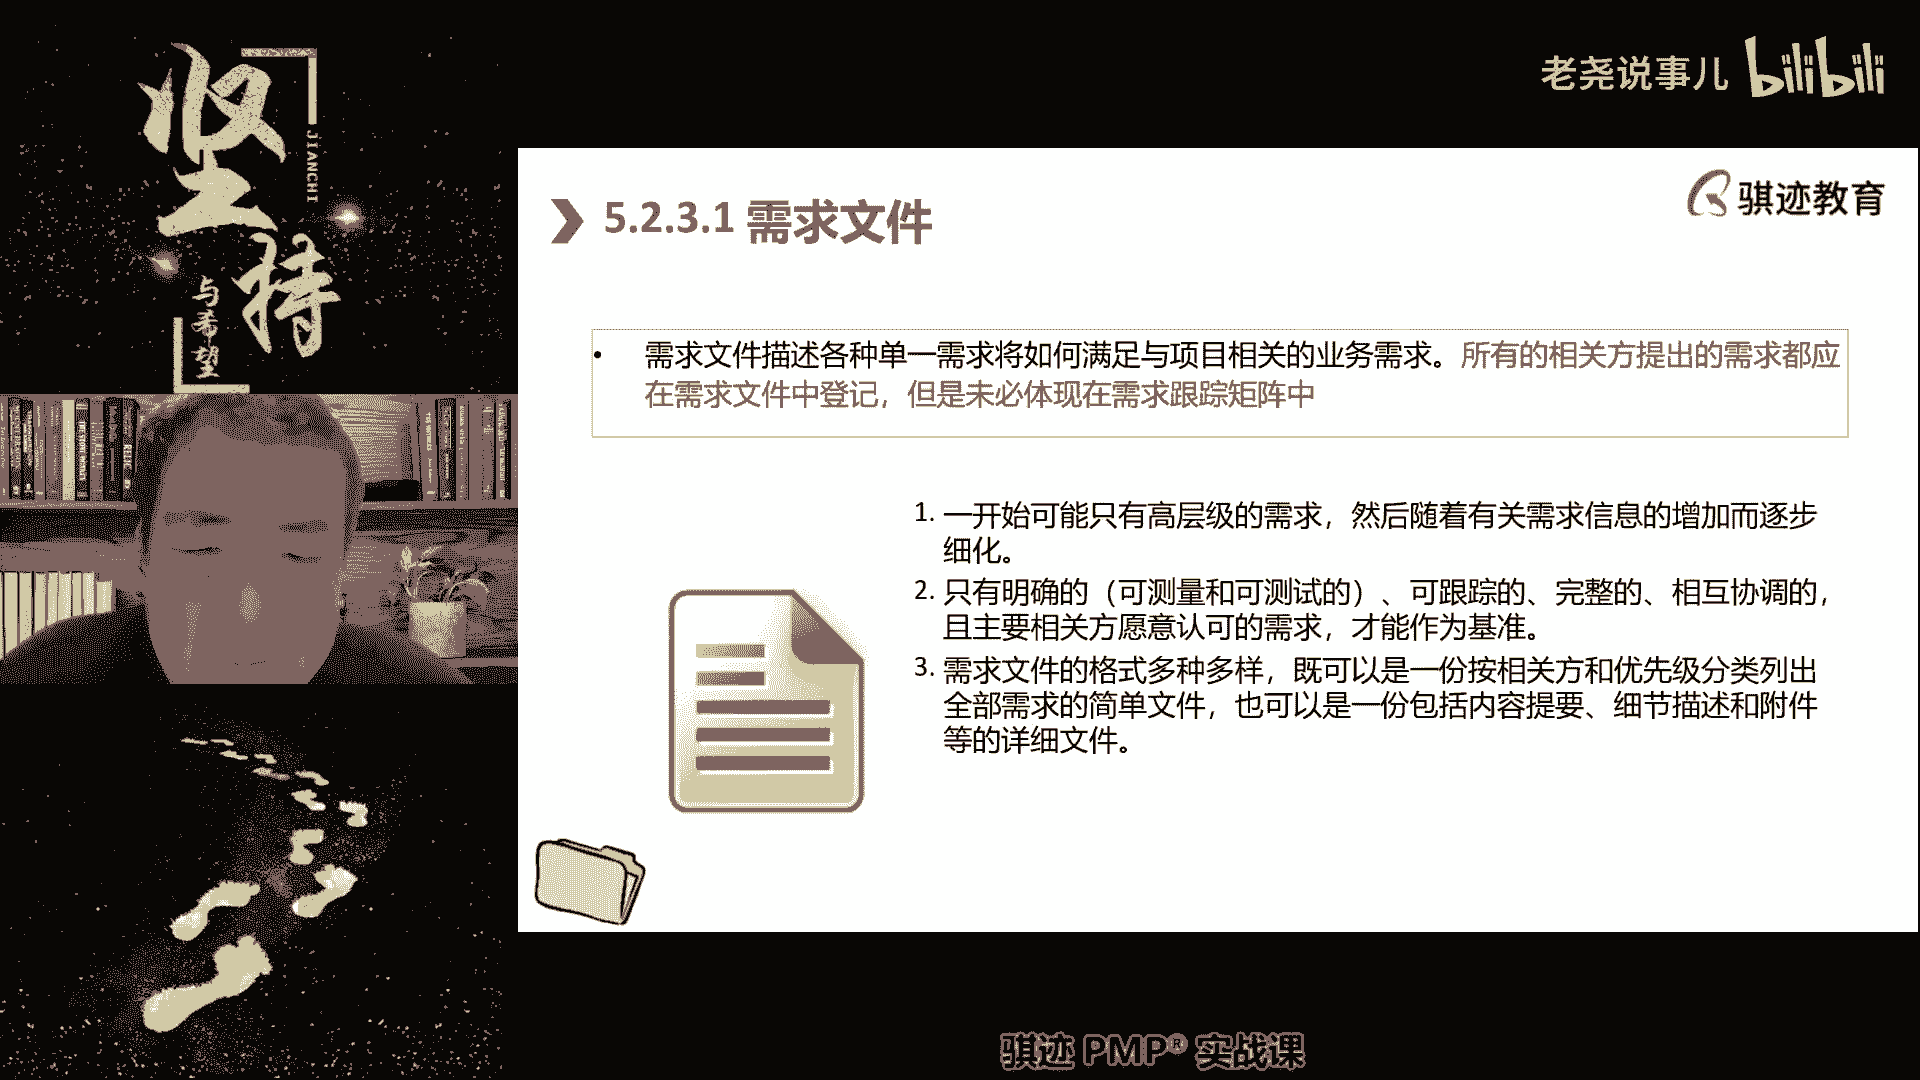 坚持
JIANCHI
与希望
老尧说事儿 bilibili
骐迹教育
5.2.3.1 需求文件
• 需求文件描述各种单一需求将如何满足与项目相关的业务需求。所有的相关方提出的需求都应
在需求文件中登记，但是未必体现在需求跟踪矩阵中
1. 一开始可能只有高层级的需求，然后随着有关需求信息的增加而逐步
细化。
2. 只有明确的（可测量和可测试的）、可跟踪的、完整的、相互协调的，
且主要相关方愿意认可的需求，才能作为基准。
3. 需求文件的格式多种多样，既可以是一份按相关方和优先级分类列出
全部需求的简单文件，也可以是一份包括内容提要、细节描述和附件
等的详细文件。
骐迹 PMP® 实战课